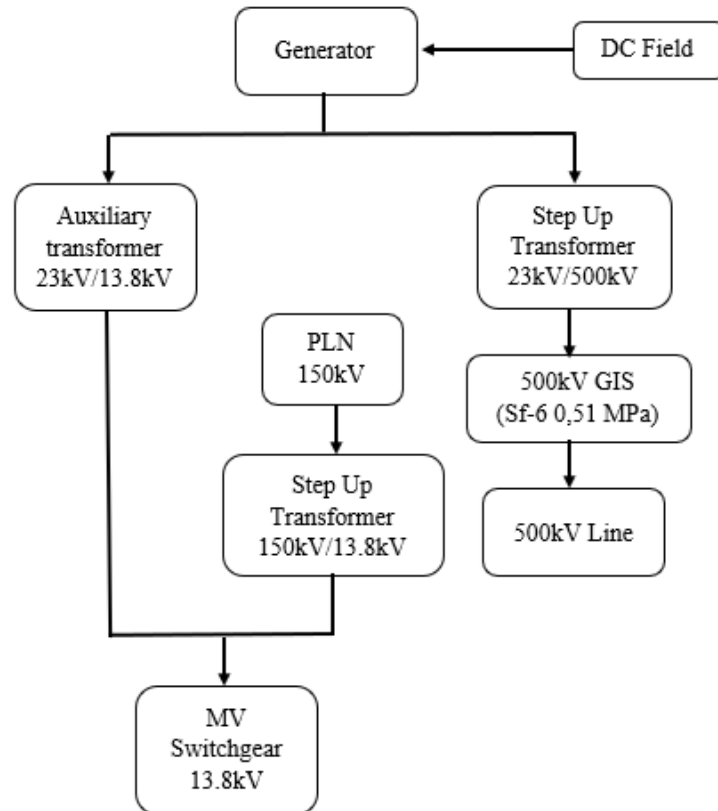 Generator
DC Field
Auxiliary
transformer
23kV/13.8kV
Step Up
Transformer
23kV/500kV
PLN
150kV
500kV GIS
(Sf-6 0,51 MPa)
Step Up
Transformer
150kV/13.8kV
500kV Line
MV
Switchgear
13.8kV